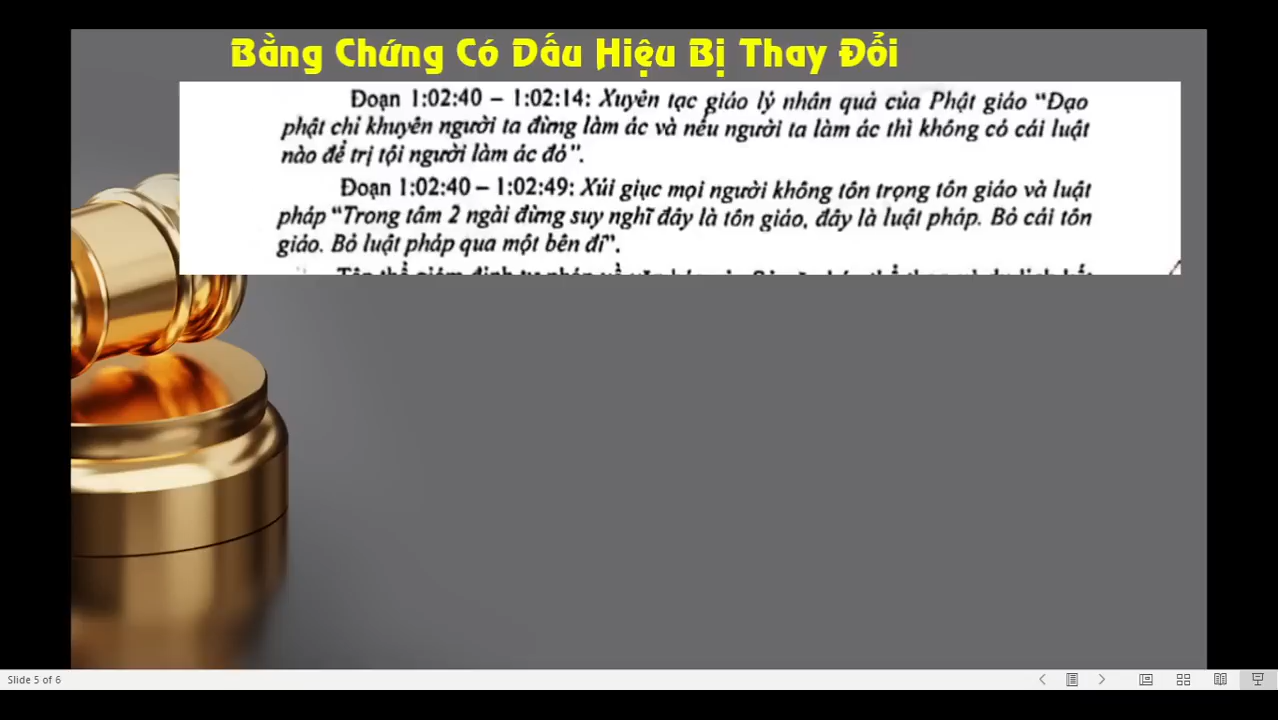 Bằng Chứng Có Dấu Hiệu Bị Thay Đổi
Đoạn 1:02:40 – 1:02:14: Xuyên tạc giáo lý nhân quả của Phật giáo “Đạo
phật chỉ khuyên người ta đừng làm ác và nếu người ta làm ác thì không có cái luật
nào để trị tội người làm ác đó”.
Đoạn 1:02:40 – 1:02:49: Xúi giục mọi người không tôn trọng tôn giáo và luật
pháp “Trong tâm 2 ngài đừng suy nghĩ đây là tôn giáo, đây là luật pháp. Bỏ cái tôn
giáo. Bỏ luật pháp qua một bên đi”.
Slide 5 of 6